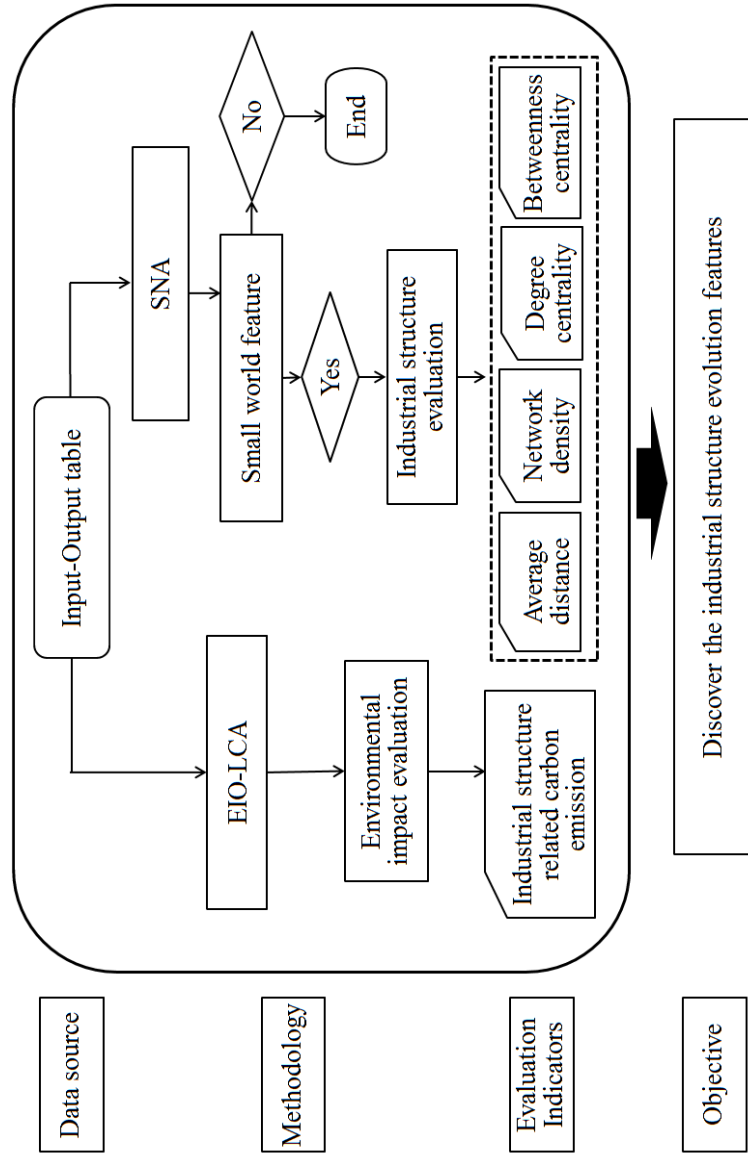 Data source
Input-Output table
Methodology
EIO-LCA
SNA
Small world feature
No
End
Yes
Environmental
impact evaluation
Industrial structure
evaluation
Evaluation
Indicators
Industrial structure
related carbon
emission
Average
distance
Network
density
Degree
centrality
Betweenness
centrality
Objective
Discover the industrial structure evolution features